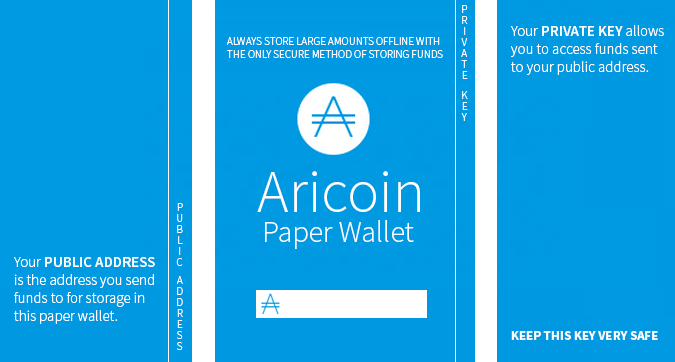 Your PUBLIC ADDRESS
is the address you send
funds to for storage in
this paper wallet.
PUBLIC ADDRESS
ALWAYS STORE LARGE AMOUNTS OFFLINE WITH
THE ONLY SECURE METHOD OF STORING FUNDS
Aricoin
Paper Wallet
PRIVATE KEY
Your PRIVATE KEY allows
you to access funds sent
to your public address.
KEEP THIS KEY VERY SAFE